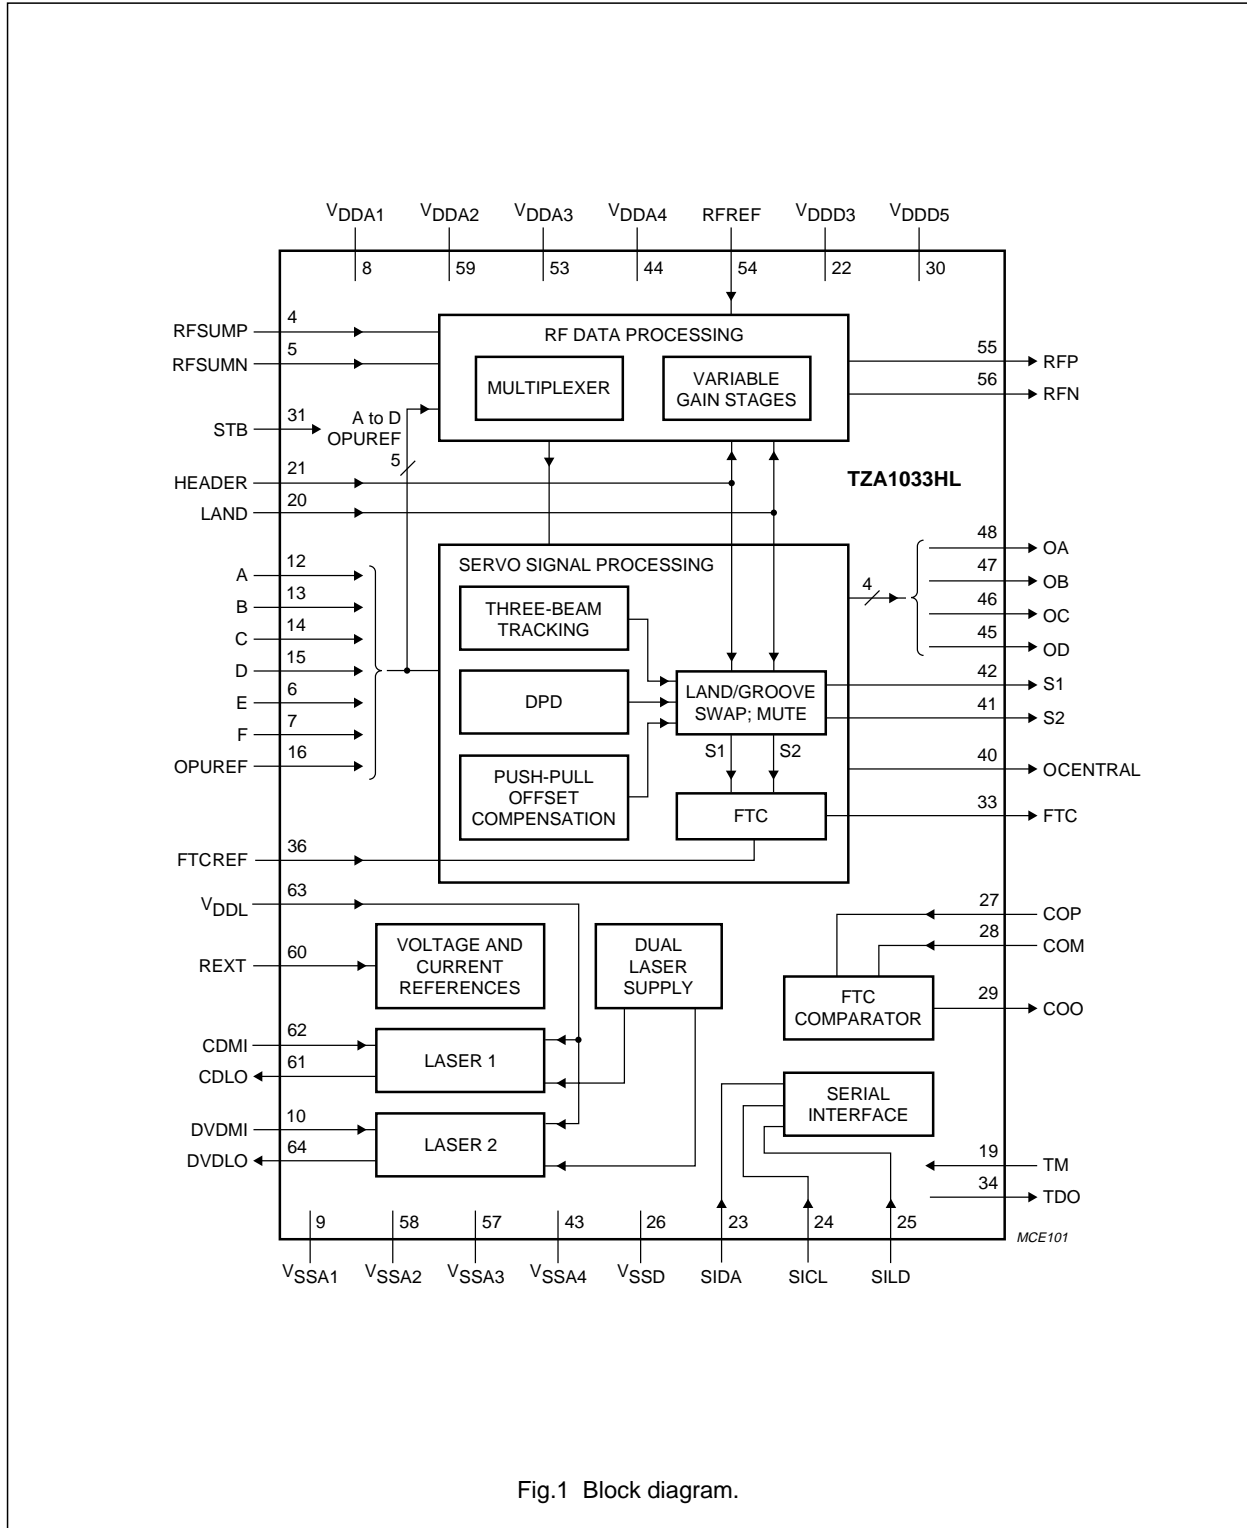 VDDA1 VDDA2 VDDA3 VDDA4 RFREF VDDD3 VDDD5
8 59 53 44 54 22 30
RFSUMP 4
RFSUMN 5
RF DATA PROCESSING
MULTIPLEXER
VARIABLE
GAIN STAGES
55 RFP
56 RFN
STB 31
A to D
OPUREF
5
HEADER 21
LAND 20
TZA1033HL
A 12
B 13
C 14
D 15
E 6
F 7
OPUREF 16
SERVO SIGNAL PROCESSING
THREE-BEAM
TRACKING
DPD
PUSH-PULL
OFFSET
COMPENSATION
LAND/GROOVE
SWAP; MUTE
S1 S2
FTC
4
48 OA
47 OB
46 OC
45 OD
42 S1
41 S2
40 OCENTRAL
33 FTC
FTCREF 36
VDDL 63
REXT 60
VOLTAGE AND
CURRENT
REFERENCES
DUAL
LASER
SUPPLY
27 COP
28 COM
FTC
COMPARATOR
29 COO
CDMI 62
CDLO 61
LASER 1
DVDMI 10
DVDLO 64
LASER 2
SERIAL
INTERFACE
19 TM
34 TDO
9 58 57 43 26 23 24 25
MCE101
VSSA1 VSSA2 VSSA3 VSSA4 VSSD SIDA SICL SILD
Fig.1 Block diagram.